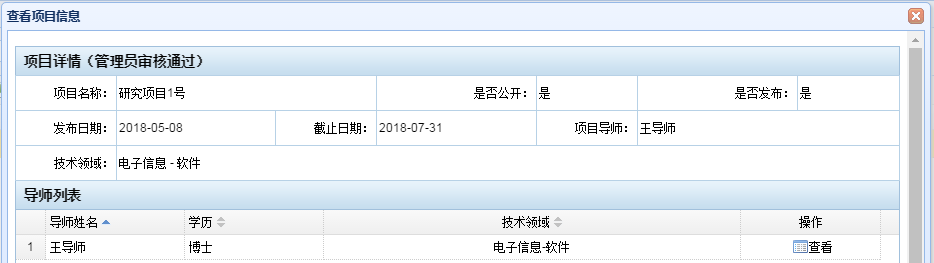 查看项目信息
项目详情（管理员审核通过）
项目名称： 研究项目1号 是否公开： 是 是否发布： 是
发布日期： 2018-05-08 截止日期： 2018-07-31 项目导师： 王导师
技术领域： 电子信息 - 软件
导师列表
导师姓名 学历 技术领域 操作
1 王导师 博士 电子信息-软件 查看